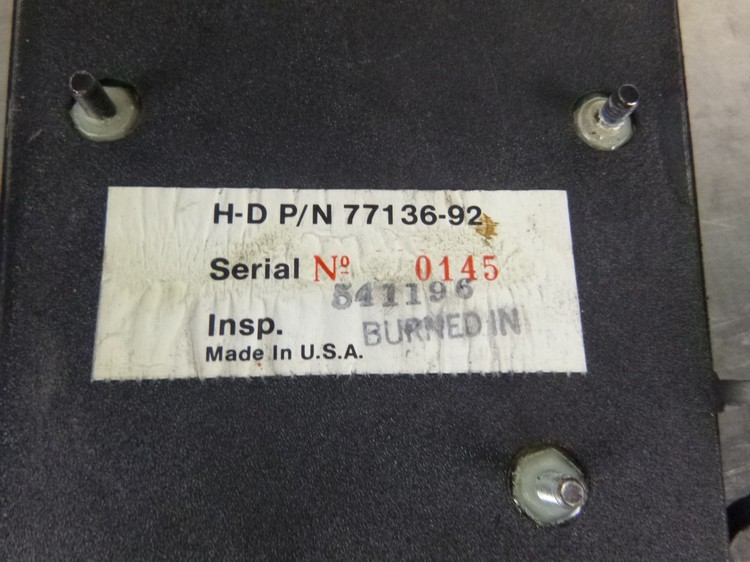 H-D P/N 77136-92
Serial Nº 0145
541196
Insp. BURNED IN
Made In U.S.A.